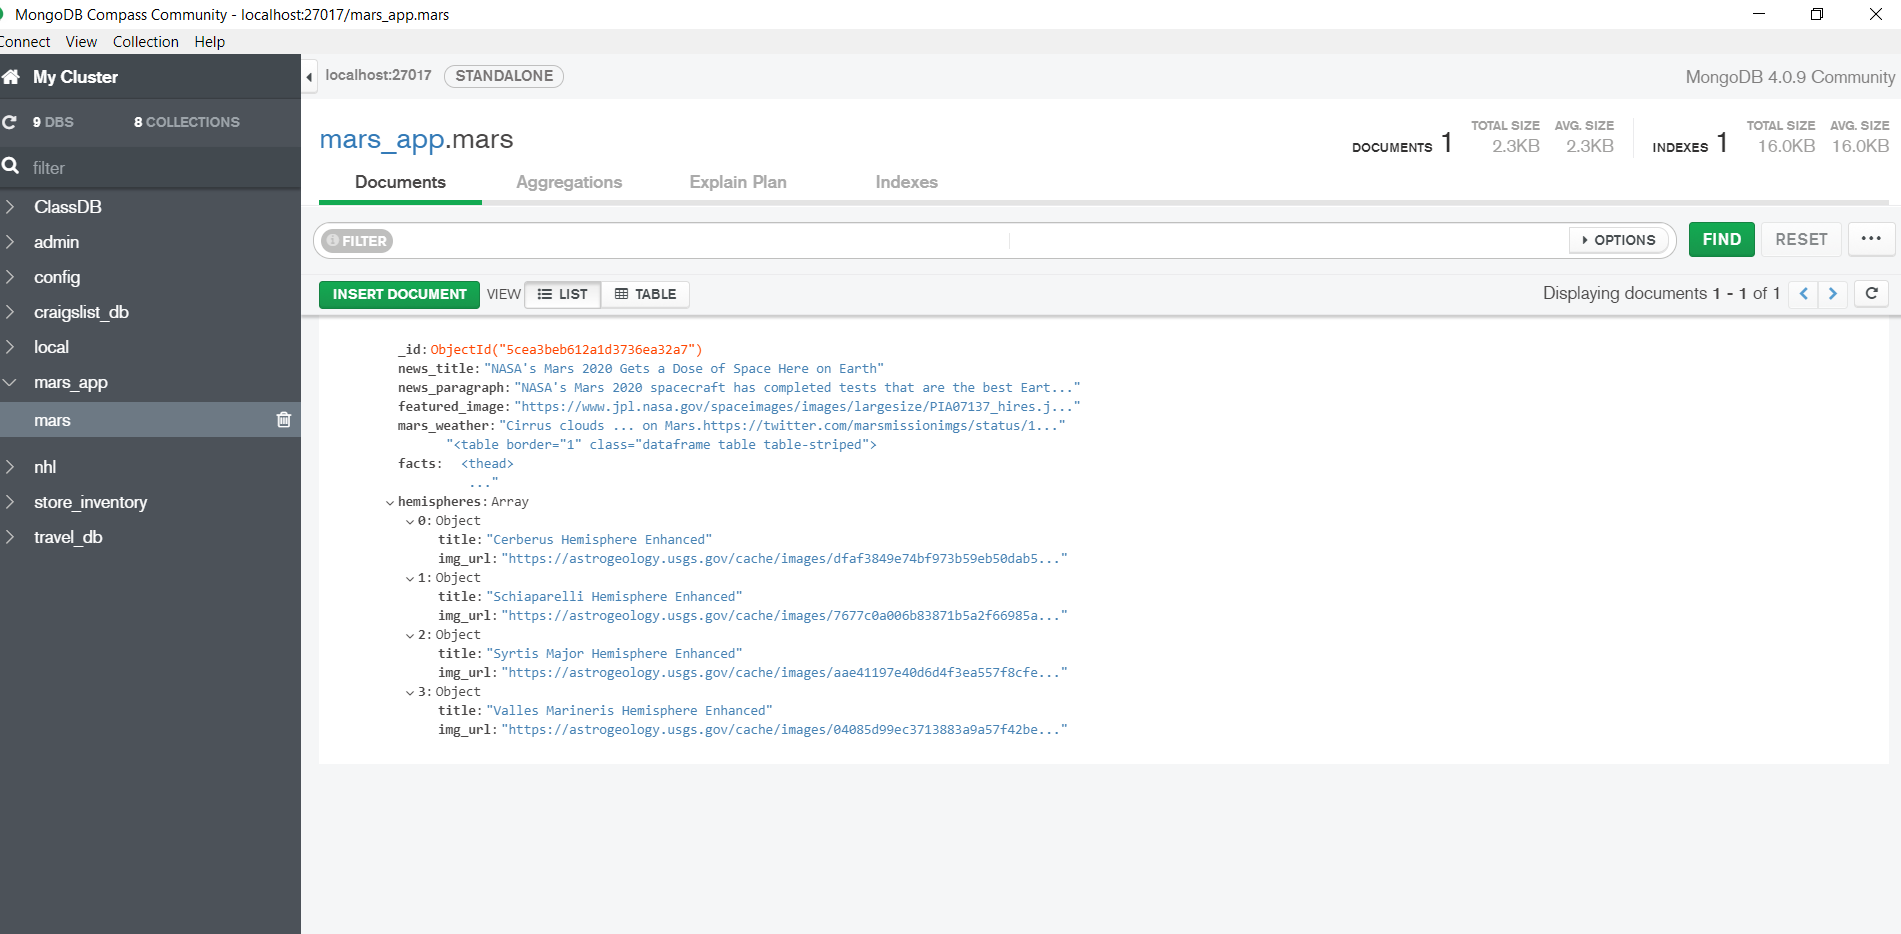 MongoDB Compass Community - localhost:27017/mars_app.mars
Connect View Collection Help
My Cluster
9 DBS 8 COLLECTIONS
filter
ClassDB
admin
config
craigslist_db
local
mars_app
mars
nhl
store_inventory
travel_db
localhost:27017 STANDALONE
MongoDB 4.0.9 Community
mars_app.mars
DOCUMENTS 1 TOTAL SIZE 2.3KB AVG. SIZE 2.3KB INDEXES 1 TOTAL SIZE 16.0KB AVG. SIZE 16.0KB
Documents Aggregations Explain Plan Indexes
FILTER OPTIONS FIND RESET ...
INSERT DOCUMENT VIEW LIST TABLE Displaying documents 1 - 1 of 1
_id: ObjectId("5cea3beb612a1d3736ea32a7")
news_title: "NASA's Mars 2020 Gets a Dose of Space Here on Earth"
news_paragraph: "NASA's Mars 2020 spacecraft has completed tests that are the best Eart..."
featured_image: "https://www.jpl.nasa.gov/spaceimages/images/largesize/PIA07137_hires.j..."
mars_weather: "Cirrus clouds ... on Mars.https://twitter.com/marsmissionimgs/status/1..."
"<table border="1" class="dataframe table table-striped">
facts: <thead>
..."
hemispheres: Array
0: Object
title: "Cerberus Hemisphere Enhanced"
img_url: "https://astrogeology.usgs.gov/cache/images/dfaf3849e74bf973b59eb50dab5..."
1: Object
title: "Schiaparelli Hemisphere Enhanced"
img_url: "https://astrogeology.usgs.gov/cache/images/7677c0a006b83871b5a2f66985a..."
2: Object
title: "Syrtis Major Hemisphere Enhanced"
img_url: "https://astrogeology.usgs.gov/cache/images/aae41197e40d6d4f3ea557f8cfe..."
3: Object
title: "Valles Marineris Hemisphere Enhanced"
img_url: "https://astrogeology.usgs.gov/cache/images/04085d99ec3713883a9a57f42be..."